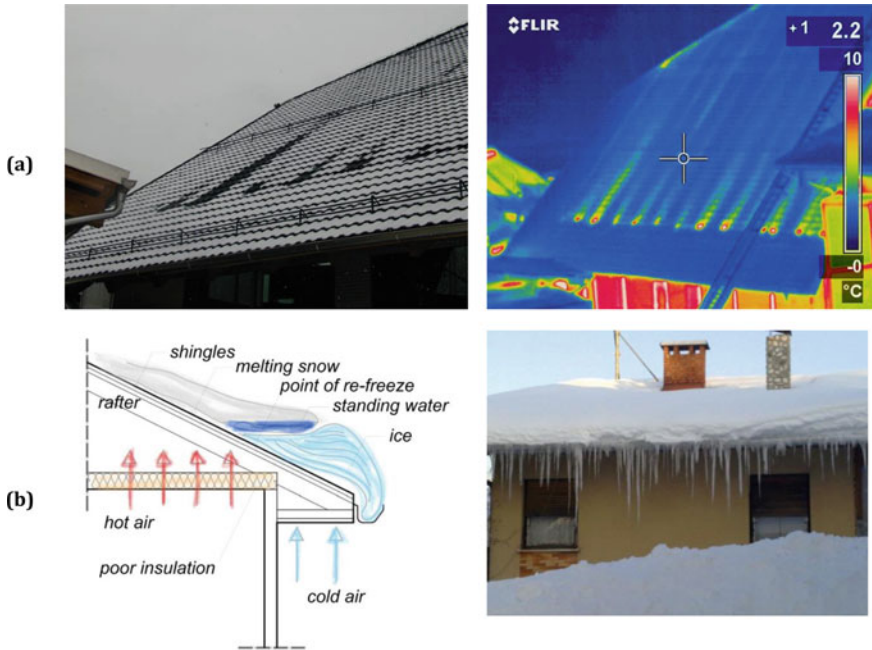 (a)
FLIR
+1 2.2
10
-0
°C
(b)
shingles
melting snow
point of re-freeze
rafter
standing water
ice
hot air
poor insulation
cold air